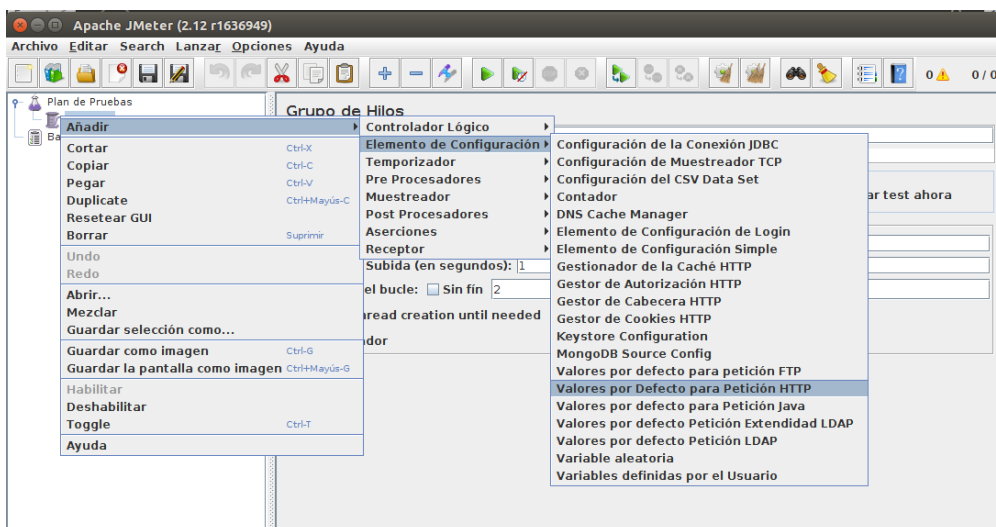 Apache JMeter (2.12 r1636949)
Archivo Editar Search Lanzar Opciones Ayuda
0 0 / 0
Plan de Pruebas
Ba
Grupo de Hilos
ar test ahora
Subida (en segundos): 1
el bucle: Sin fín 2
read creation until needed
dor
Añadir
Cortar Ctrl-X
Copiar Ctrl-C
Pegar Ctrl-V
Duplicate Ctrl+Mayús-C
Resetear GUI
Borrar Suprimir
Undo
Redo
Abrir...
Mezclar
Guardar selección como...
Guardar como imagen Ctrl-G
Guardar la pantalla como imagen Ctrl+Mayús-G
Habilitar
Deshabilitar
Toggle Ctrl-T
Ayuda
Controlador Lógico
Elemento de Configuración
Temporizador
Pre Procesadores
Muestreador
Post Procesadores
Aserciones
Receptor
Configuración de la Conexión JDBC
Configuración de Muestreador TCP
Configuración del CSV Data Set
Contador
DNS Cache Manager
Elemento de Configuración de Login
Elemento de Configuración Simple
Gestionador de la Caché HTTP
Gestor de Autorización HTTP
Gestor de Cabecera HTTP
Gestor de Cookies HTTP
Keystore Configuration
MongoDB Source Config
Valores por defecto para petición FTP
Valores por Defecto para Petición HTTP
Valores por defecto para Petición Java
Valores por defecto Petición Extendidad LDAP
Valores por defecto Petición LDAP
Variable aleatoria
Variables definidas por el Usuario